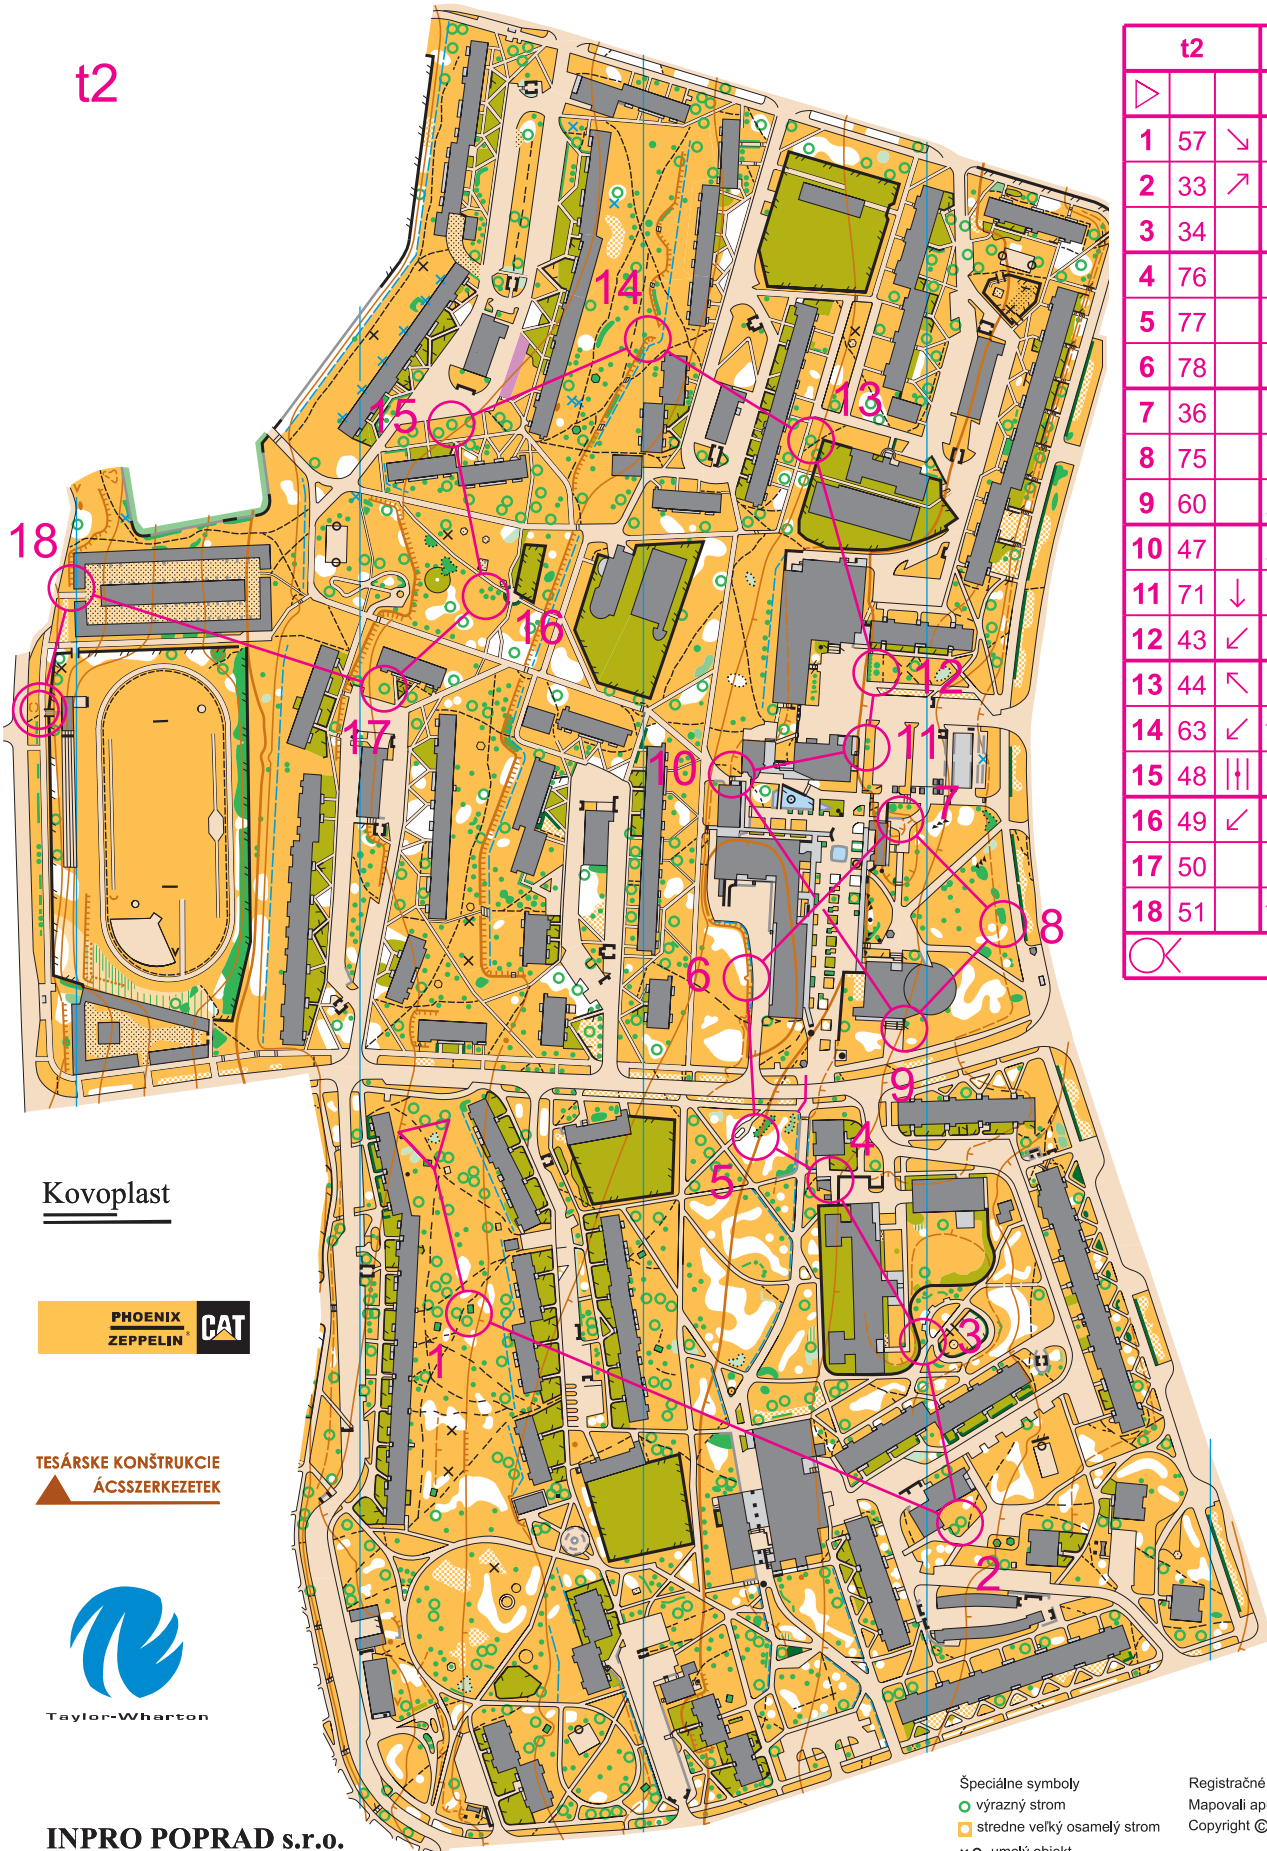 t2
t2
1 57
2 33
3 34
4 76
5 77
6 78
7 36
8 75
9 60
10 47
11 71
12 43
13 44
14 63
15 48
16 49
17 50
18 51
14
13
15
18
16
17
12
11
10
7
8
6
9
4
5
3
1
2
Kovoplast
PHOENIX
ZEPPELIN CAT
TESÁRSKE KONŠTRUKCIE
ÁCSSZERKEZETEK
Taylor-Wharton
INPRO POPRAD s.r.o.
Špeciálne symboly
výrazný strom
stredne veľký osamelý strom
Registračné
Mapovali ap
Copyright ©